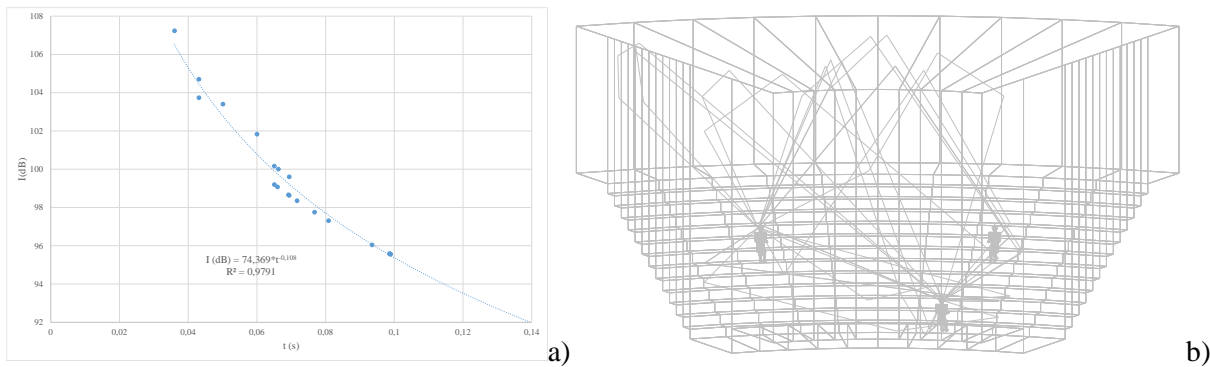 108
106
104
102
100
98
96
94
92
I(dB)
I (dB) = 74,369*t^-0,108
R² = 0,9791
0 0,02 0,04 0,06 0,08 0,1 0,12 0,14
t (s)
a)
b)